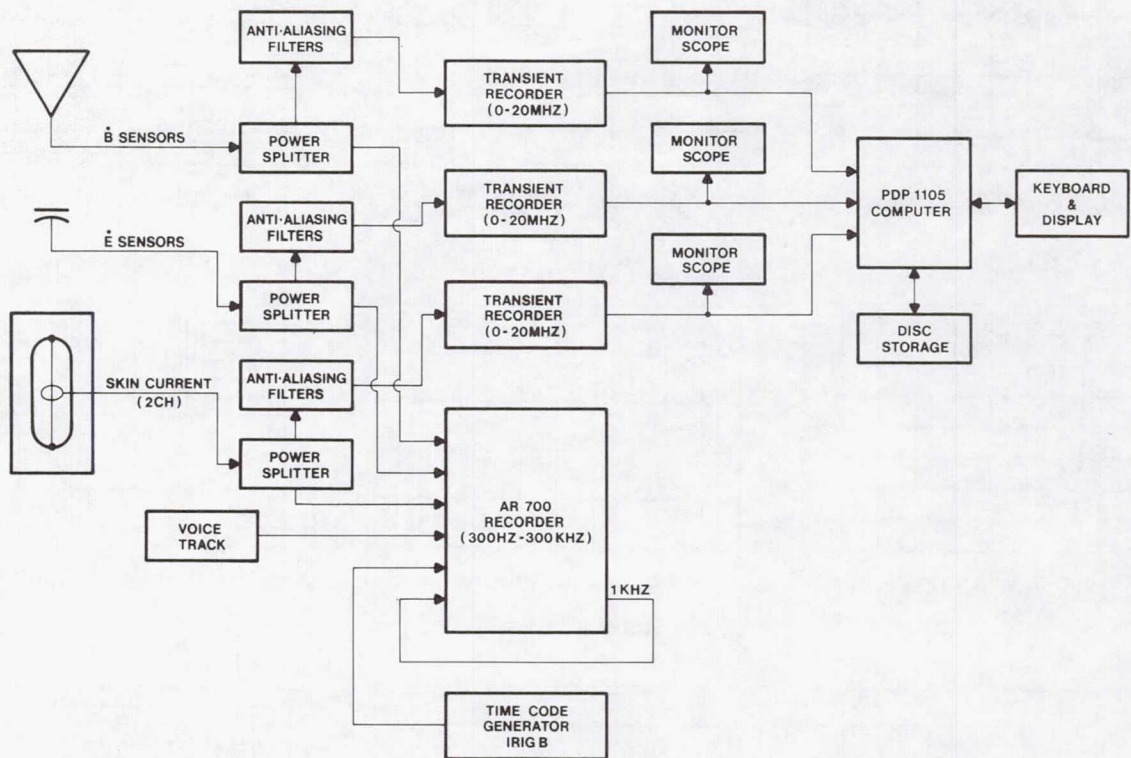 ANTI-ALIASING
FILTERS
MONITOR
SCOPE
TRANSIENT
RECORDER
(0-20MHZ)
Ḃ SENSORS
POWER
SPLITTER
MONITOR
SCOPE
ANTI-ALIASING
FILTERS
TRANSIENT
RECORDER
(0-20MHZ)
PDP 1105
COMPUTER
KEYBOARD
&
DISPLAY
Ė SENSORS
MONITOR
SCOPE
POWER
SPLITTER
TRANSIENT
RECORDER
(0-20MHZ)
DISC
STORAGE
SKIN CURRENT
(2CH)
ANTI-ALIASING
FILTERS
POWER
SPLITTER
VOICE
TRACK
AR 700
RECORDER
(300HZ-300KHZ)
1 KHZ
TIME CODE
GENERATOR
IRIG B